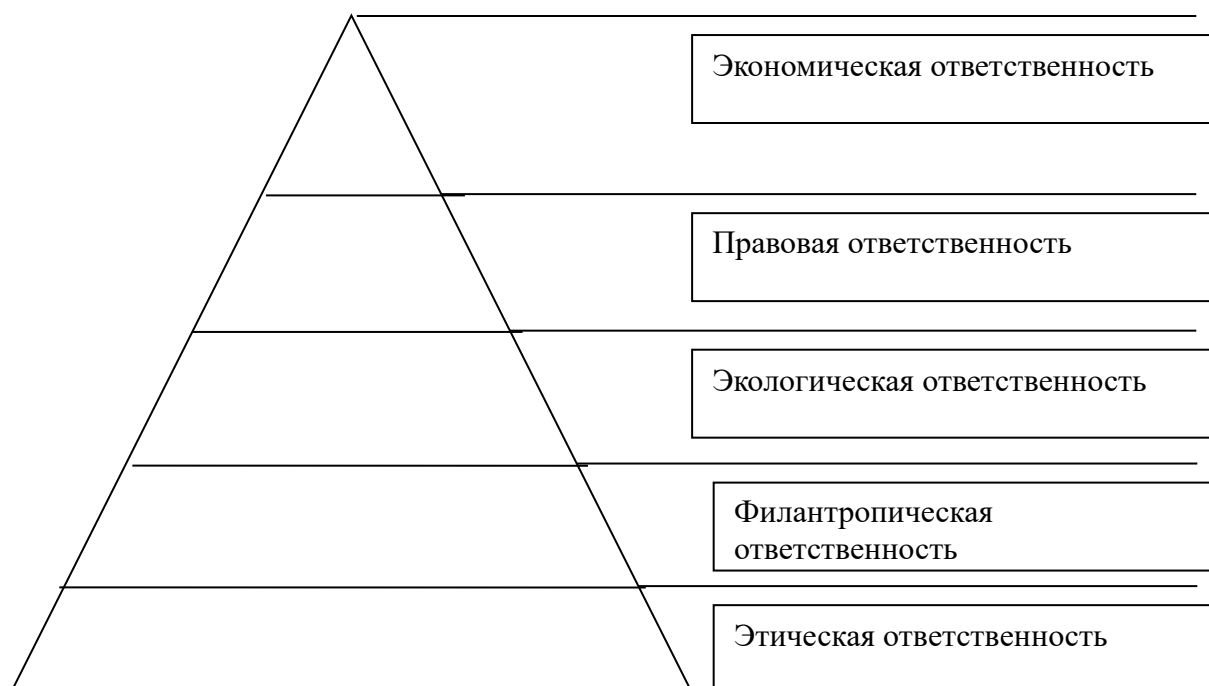 Экономическая ответственность
Правовая ответственность
Экологическая ответственность
Филантропическая
ответственность
Этическая ответственность